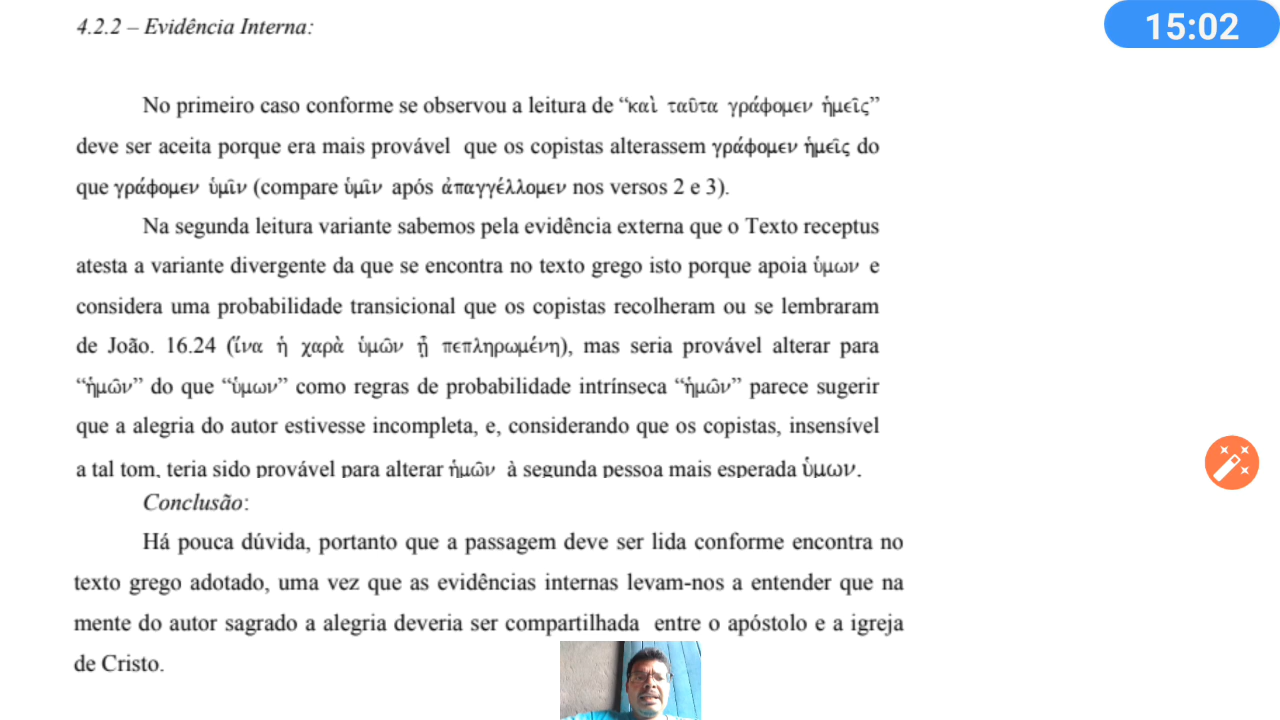 4.2.2 – Evidência Interna:
15:02
No primeiro caso conforme se observou a leitura de “καὶ ταῦτα γράφομεν ἡμεῖς”
deve ser aceita porque era mais provável que os copistas alterassem γράφομεν ἡμεῖς do
que γράφομεν ὑμῖν (compare ὑμῖν após ἀπαγγέλλομεν nos versos 2 e 3).
Na segunda leitura variante sabemos pela evidência externa que o Texto receptus
atesta a variante divergente da que se encontra no texto grego isto porque apoia ὑμων e
considera uma probabilidade transicional que os copistas recolheram ou se lembraram
de João. 16.24 (ἵνα ἡ χαρὰ ὑμῶν ᾖ πεπληρωμένη), mas seria provável alterar para
“ἡμῶν” do que “ὑμων” como regras de probabilidade intrínseca “ἡμῶν” parece sugerir
que a alegria do autor estivesse incompleta, e, considerando que os copistas, insensível
a tal tom, teria sido provável para alterar ἡμῶν à segunda pessoa mais esperada ὑμων.
Conclusão:
Há pouca dúvida, portanto que a passagem deve ser lida conforme encontra no
texto grego adotado, uma vez que as evidências internas levam-nos a entender que na
mente do autor sagrado a alegria deveria ser compartilhada entre o apóstolo e a igreja
de Cristo.